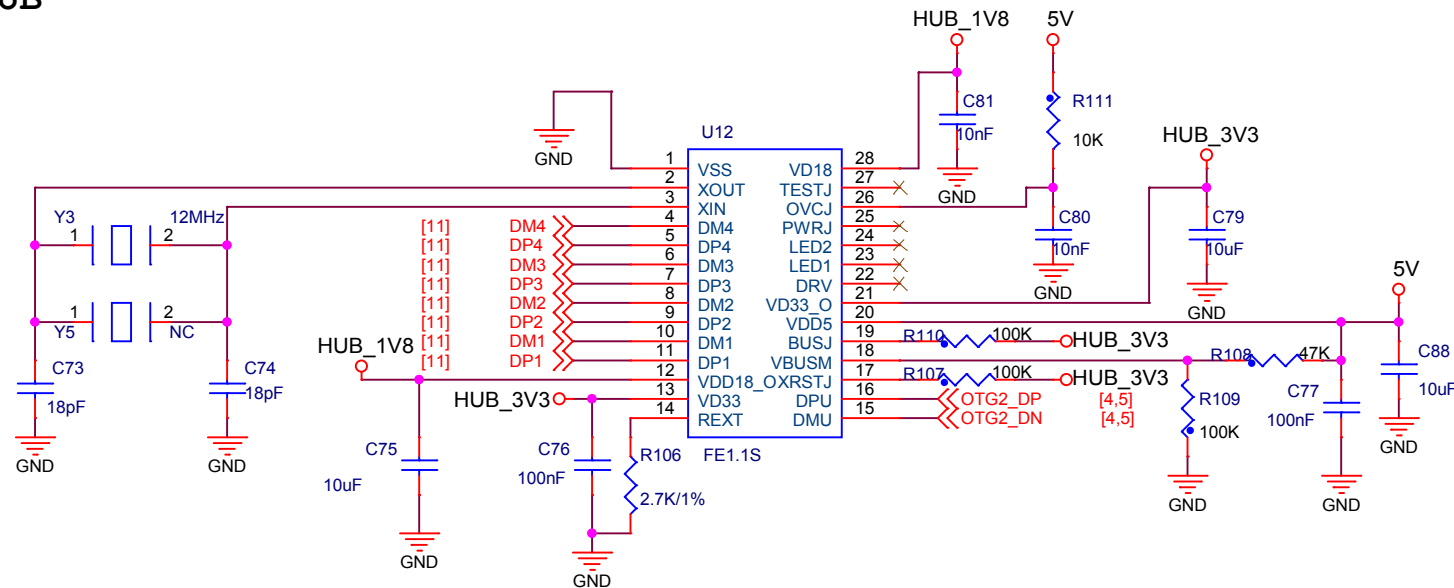 HUB_1V8 5V
C81
10nF
R111
10K
GND
GND
HUB_3V3
U12
1 VSS VD18 28
2 XOUT TESTJ 27
3 XIN OVCJ 26
4 DM4 PWRJ 25
5 DP4 LED2 24
6 DM3 LED1 23
7 DP3 DRV 22
8 DM2 VD33_O 21
9 DP2 VDD5 20
10 DM1 BUSJ 19
11 DP1 VBUSM 18
12 VDD18_O XRSTJ 17
13 VD33 DPU 16
14 REXT DMU 15
FE1.1S
Y3 12MHz
1 2
1 2
Y5 NC
C73
18pF
C74
18pF
GND
GND
[11] DM4
[11] DP4
[11] DM3
[11] DP3
[11] DM2
[11] DP2
[11] DM1
[11] DP1
HUB_1V8
HUB_3V3
C75
10uF
GND
C76
100nF
R106
2.7K/1%
GND
C80
10nF
GND
C79
10uF
GND
5V
R110 100K HUB_3V3
R108 47K
R107 100K HUB_3V3
OTG2_DP [4,5]
OTG2_DN [4,5]
R109
100K
GND
C77
100nF
GND
C88
10uF
GND